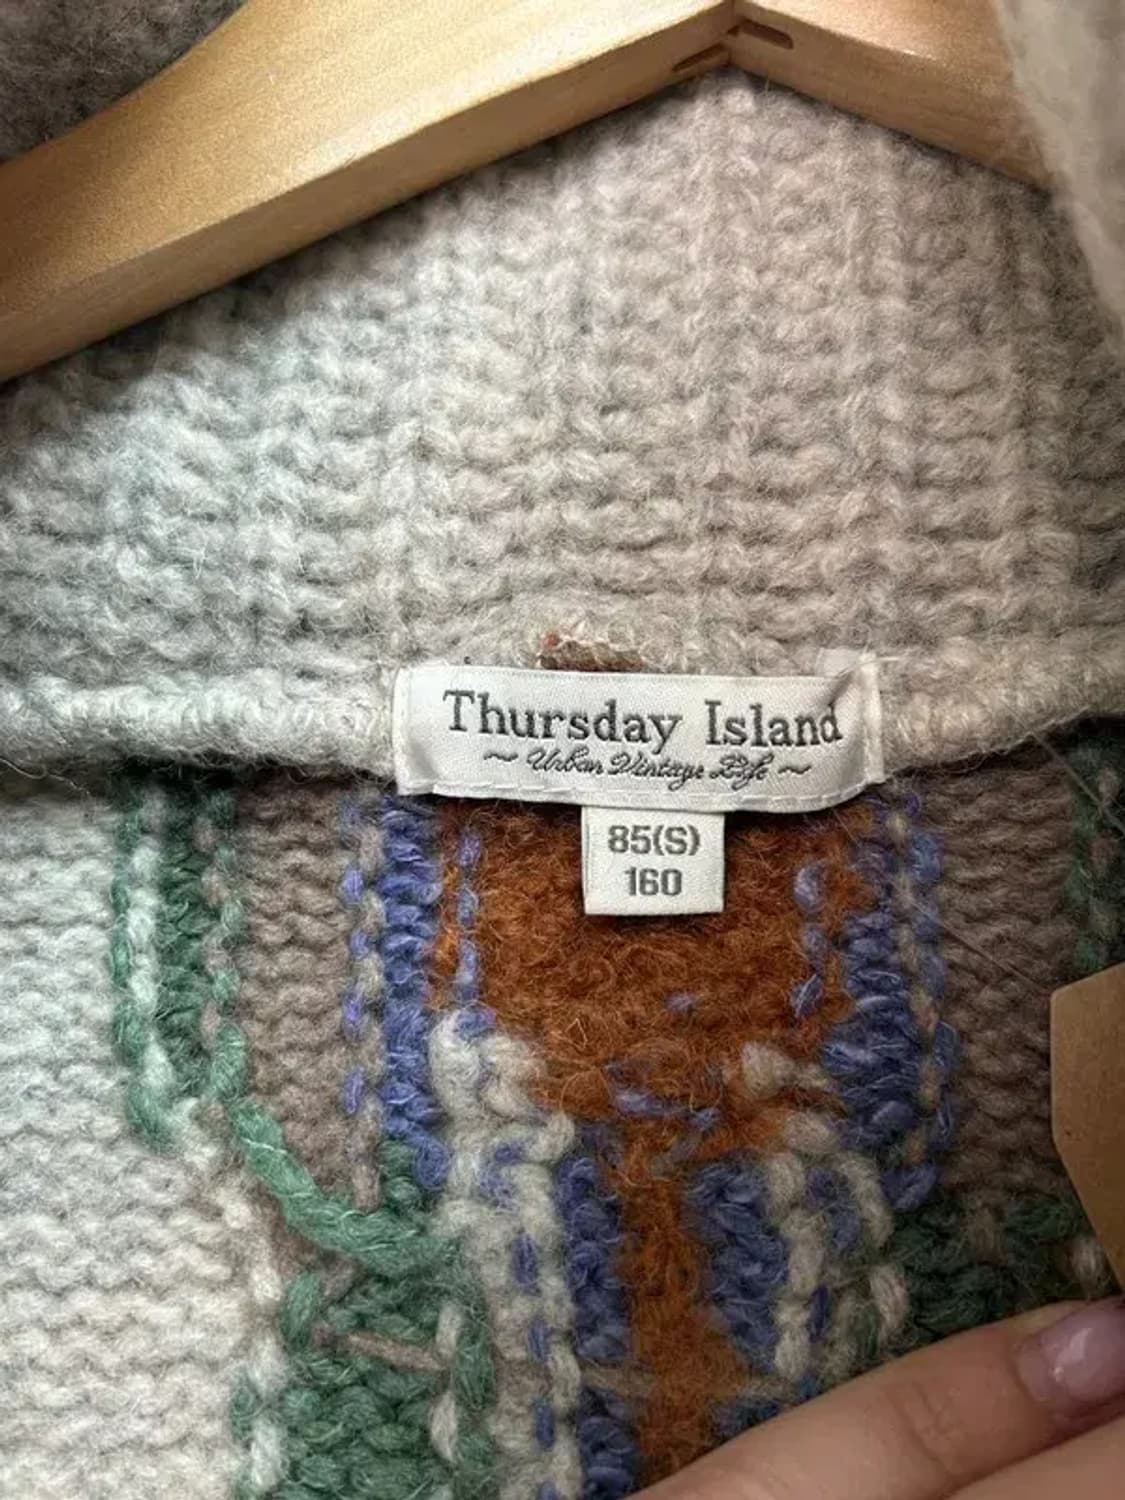 Thursday Island
~ Urban Vintage Life ~
85(S)
160